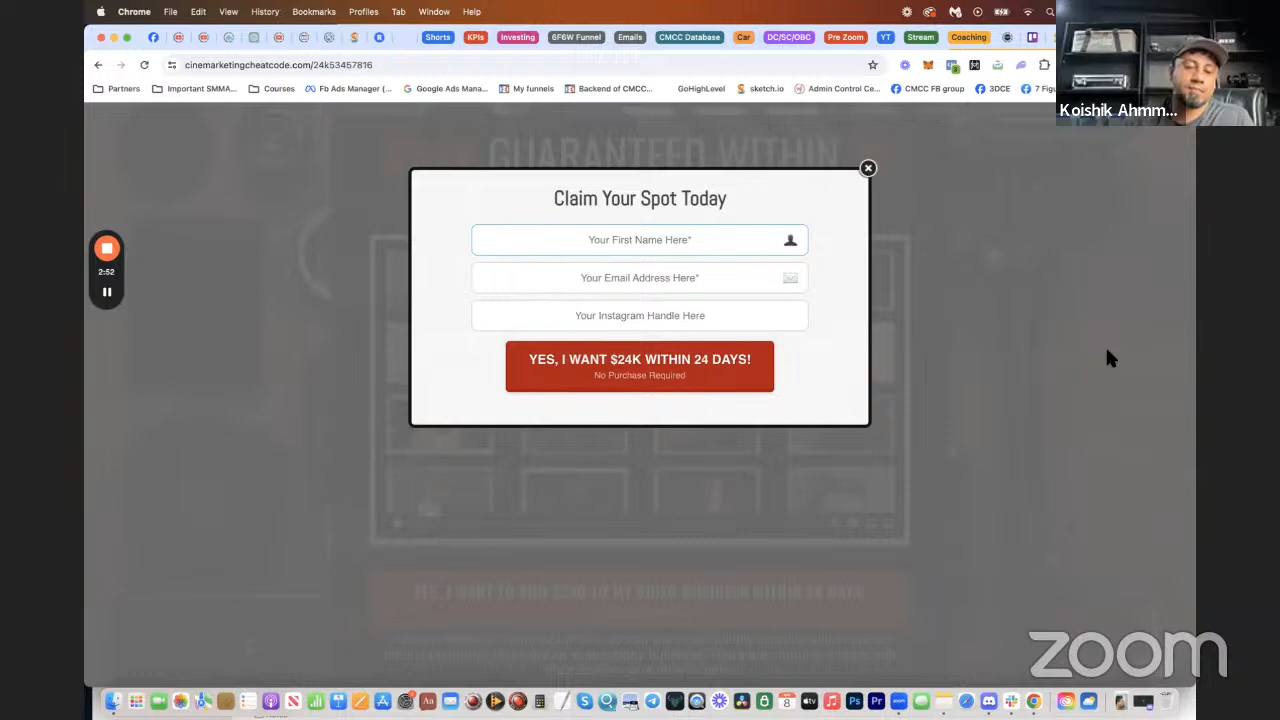 Chrome File Edit View History Bookmarks Profiles Tab Window Help
Shorts KPIs Investing 6F6W Funnel Emails CMCC Database Car DC/SC/OBC Pre Zoom YT Stream Coaching
cinemarketingcheatcode.com/24k53457816
Partners Important SMMA... Courses Fb Ads Manager (... Google Ads Mana... My funnels Backend of CMCC... GoHighLevel sketch.io Admin Control Ce... CMCC FB group 3DCE 7 Figu
Koishik Ahmm...
GUARANTEED WITHIN
Claim Your Spot Today
Your First Name Here*
2:52
Your Email Address Here*
Your Instagram Handle Here
YES, I WANT $24K WITHIN 24 DAYS!
No Purchase Required
zoom